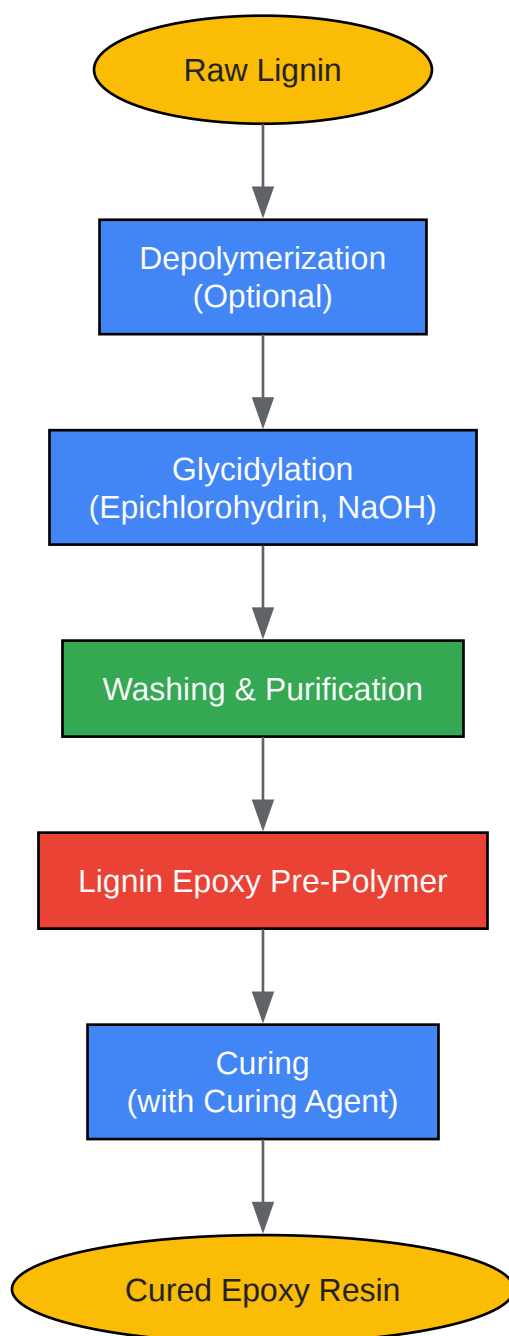 Raw Lignin
Depolymerization
(Optional)
Glycidylation
(Epichlorohydrin, NaOH)
Washing & Purification
Lignin Epoxy Pre-Polymer
Curing
(with Curing Agent)
Cured Epoxy Resin